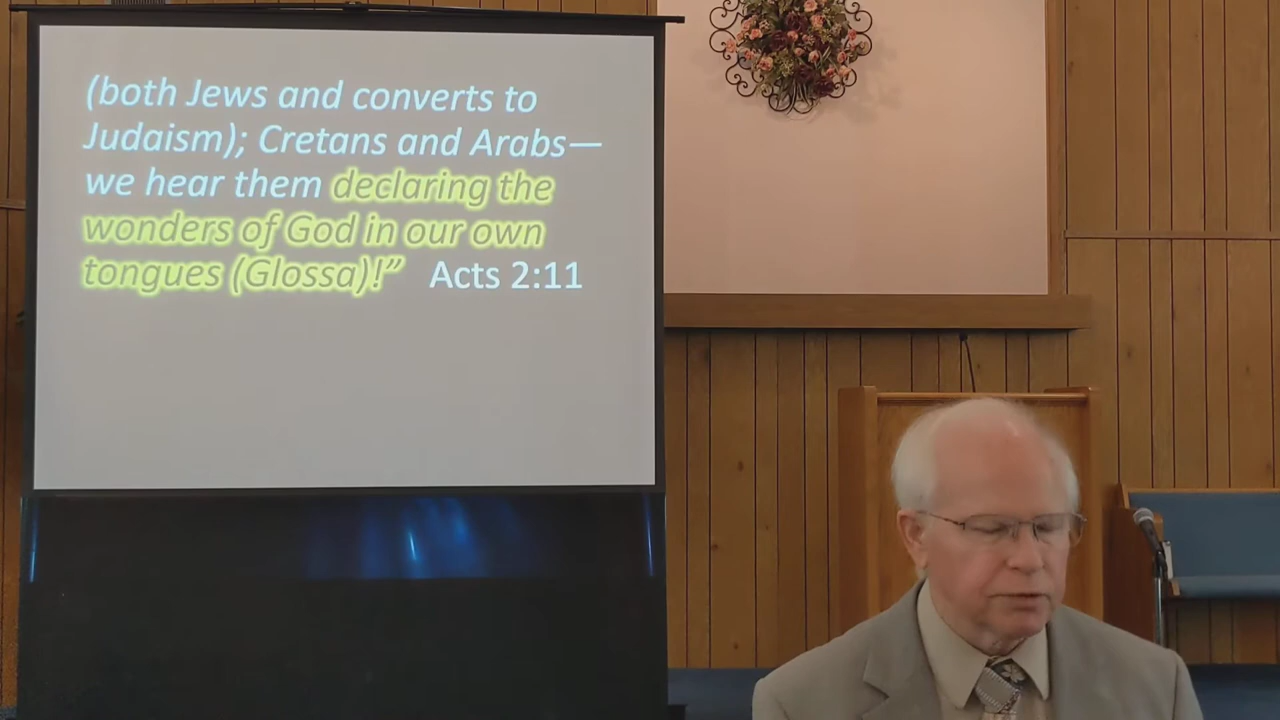 (both Jews and converts to
Judaism); Cretans and Arabs—
we hear them declaring the
wonders of God in our own
tongues (Glossa)!” Acts 2:11